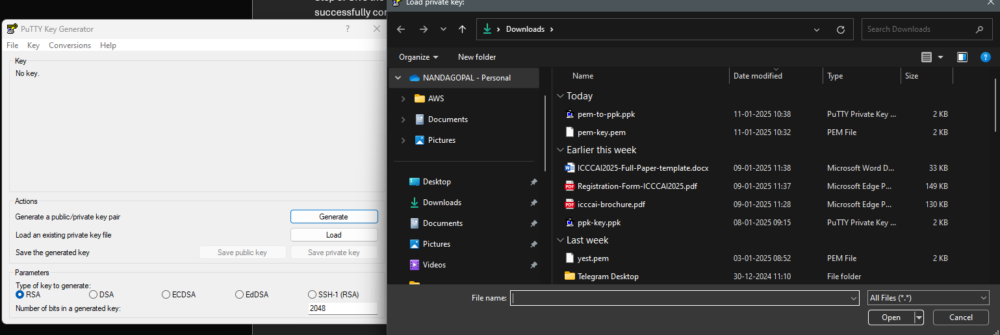 successfully con
PuTTY Key Generator
File Key Conversions Help
Key
No key.
Actions
Generate a public/private key pair Generate
Load an existing private key file Load
Save the generated key Save public key Save private key
Parameters
Type of key to generate:
RSA DSA ECDSA EdDSA SSH-1 (RSA)
Number of bits in a generated key: 2048
Load private key:
Downloads
Search Downloads
Organize New folder
NANDAGOPAL - Personal
AWS
Documents
Pictures
Desktop
Downloads
Documents
Pictures
Videos
Name Date modified Type Size
Today
pem-to-ppk.ppk 11-01-2025 10:38 PuTTY Private Key ... 2 KB
pem-key.pem 11-01-2025 10:32 PEM File 2 KB
Earlier this week
ICCCAI2025-Full-Paper-template.docx 09-01-2025 11:38 Microsoft Word D... 33 KB
Registration-Form-ICCCAI2025.pdf 09-01-2025 11:37 Microsoft Edge P... 149 KB
icccai-brochure.pdf 09-01-2025 11:28 Microsoft Edge P... 130 KB
ppk-key.ppk 08-01-2025 09:15 PuTTY Private Key ... 2 KB
Last week
yest.pem 03-01-2025 08:52 PEM File 2 KB
Telegram Desktop 30-12-2024 11:10 File folder
File name: All Files (*.*)
Open Cancel